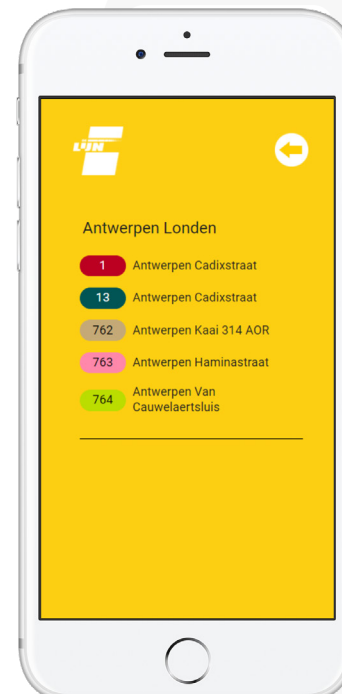 LIJN
Antwerpen Londen
1 Antwerpen Cadixstraat
13 Antwerpen Cadixstraat
762 Antwerpen Kaai 314 AOR
763 Antwerpen Haminastraat
764 Antwerpen Van
Cauwelaertsluis